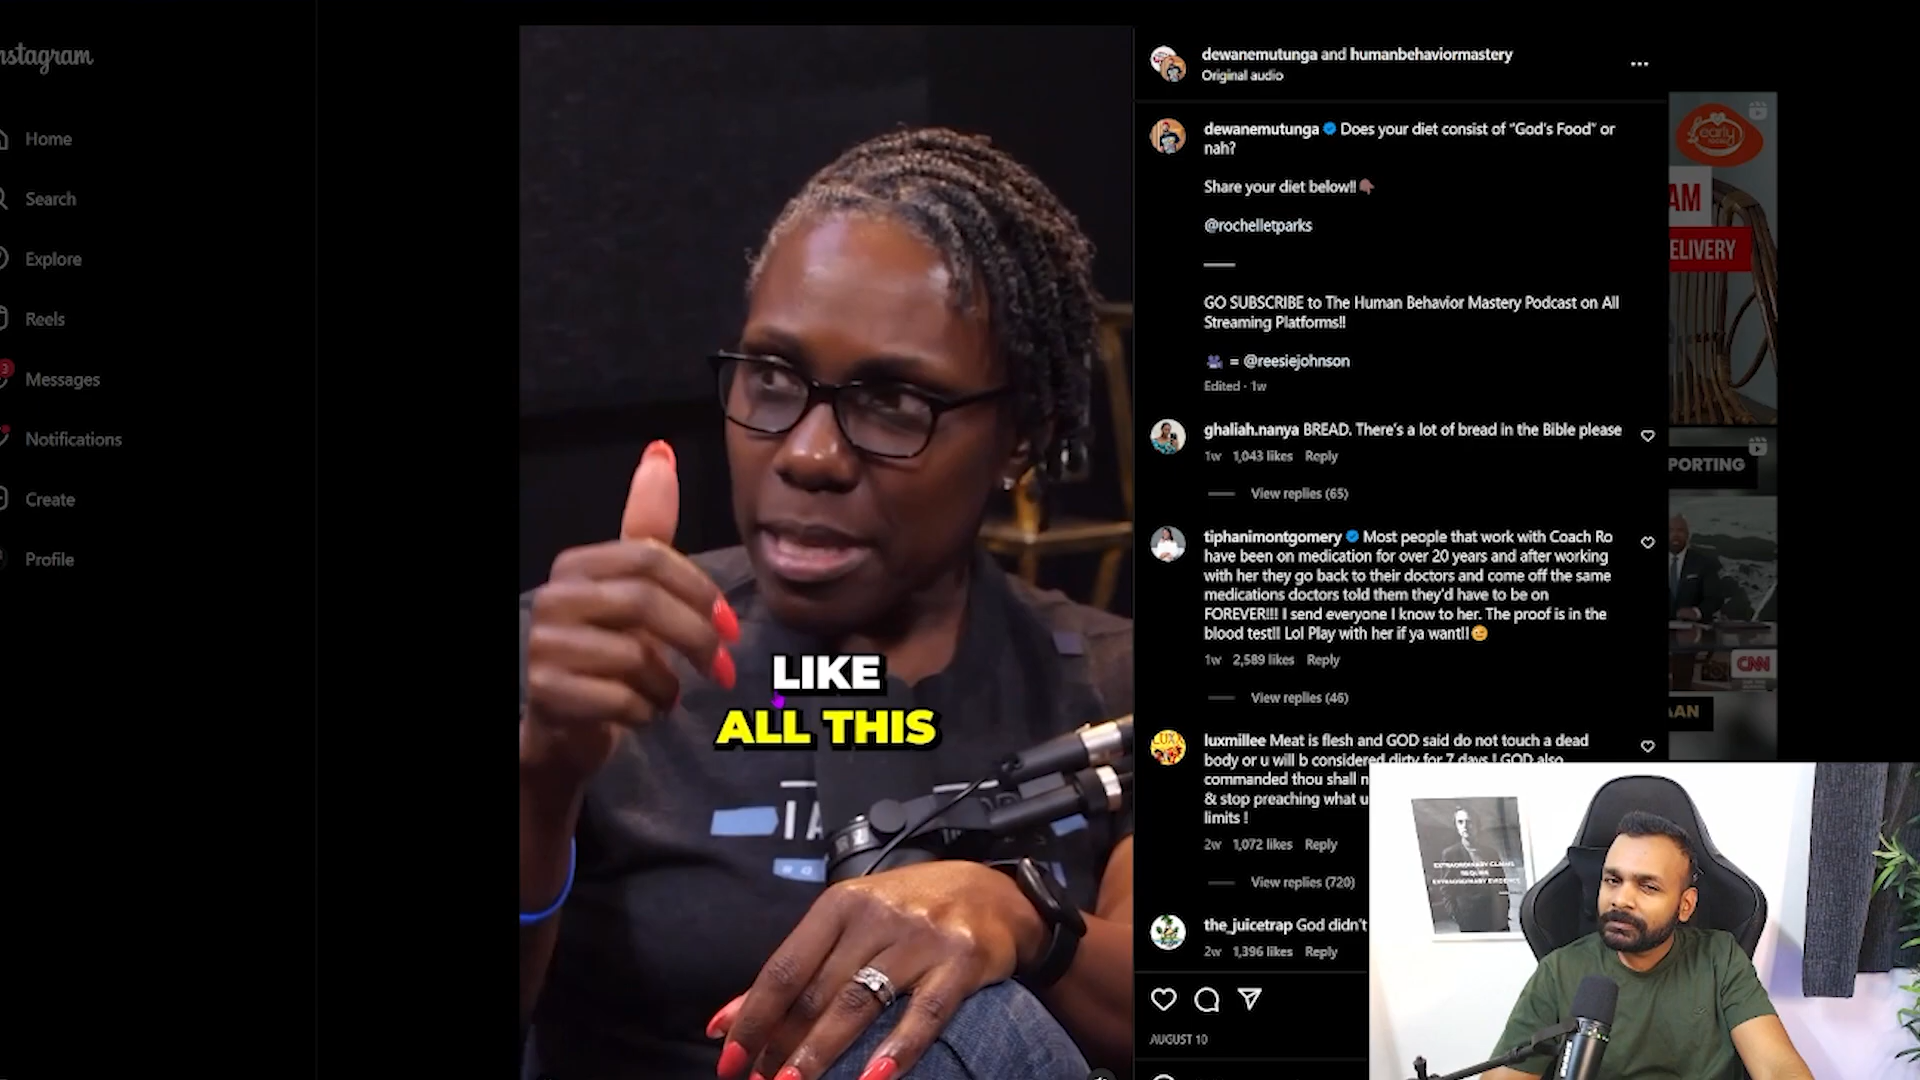 nstagram
Home
Search
Explore
Reels
3
Messages
Notifications
Create
Profile
LIKE
ALL THIS
dewanemutunga and humanbehaviormastery
Original audio
dewanemutunga Does your diet consist of "God's Food" or
nah?
Share your diet below!!
@rochelletparks
GO SUBSCRIBE to The Human Behavior Mastery Podcast on All
Streaming Platforms!!
= @reesiejohnson
Edited · 1w
ghaliah.nanya BREAD. There's a lot of bread in the Bible please
1w 1,043 likes Reply
View replies (65)
tiphanimontgomery Most people that work with Coach Ro
have been on medication for over 20 years and after working
with her they go back to their doctors and come off the same
medications doctors told them they'd have to be on
FOREVER!!! I send everyone I know to her. The proof is in the
blood test!! Lol Play with her if ya want!!
1w 2,589 likes Reply
View replies (46)
luxmillee Meat is flesh and GOD said do not touch a dead
body or u will b considered dirty for 7 days ! GOD also
commanded thou shall n
& stop preaching what u
limits !
2w 1,072 likes Reply
View replies (720)
the_juicetrap God didn't
2w 1,396 likes Reply
AUGUST 10
early
AM
ELIVERY
PORTING
CNN
AAN
EXTRAORDINARY CLAIMS
REQUIRE
EXTRAORDINARY EVIDENCE